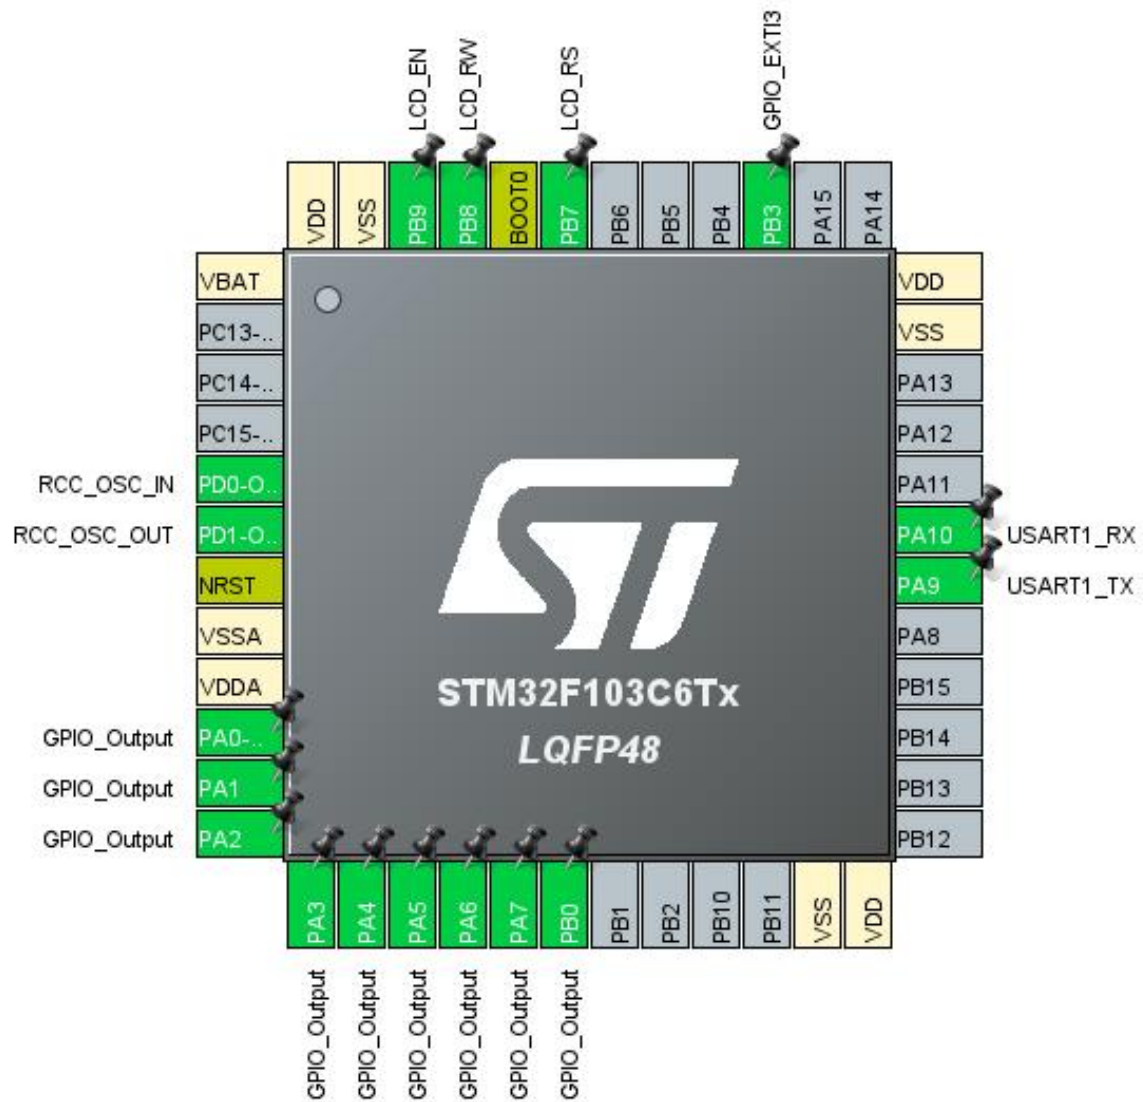 LCD_EN
LCD_RW
LCD_RS
GPIO_EXTI3
VDD
VSS
PB9
PB8
BOOT0
PB7
PB6
PB5
PB4
PB3
PA15
PA14
VBAT
PC13-..
PC14-..
PC15-..
RCC_OSC_IN PD0-O..
RCC_OSC_OUT PD1-O..
NRST
VSSA
VDDA
GPIO_Output PA0-..
GPIO_Output PA1
GPIO_Output PA2
VDD
VSS
PA13
PA12
PA11
PA10 USART1_RX
PA9 USART1_TX
PA8
PB15
PB14
PB13
PB12
ST
STM32F103C6Tx
LQFP48
PA3
PA4
PA5
PA6
PA7
PB0
PB1
PB2
PB10
PB11
VSS
VDD
GPIO_Output
GPIO_Output
GPIO_Output
GPIO_Output
GPIO_Output
GPIO_Output